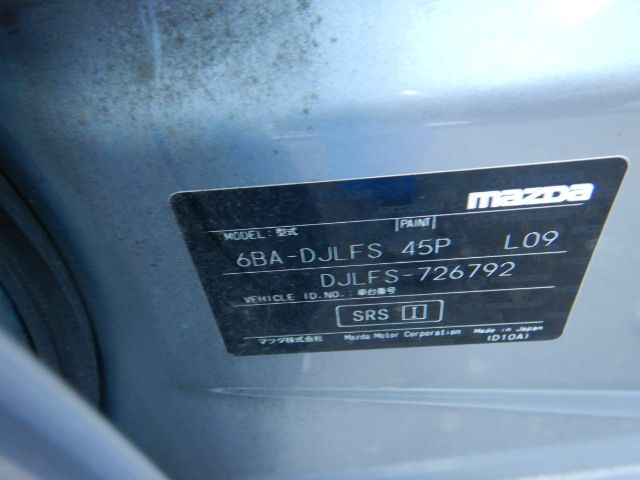 mazda
MODEL: 型式 PAINT
6BA-DJLFS 45P L09
DJLFS-726792
VEHICLE ID.NO.: 車台番号
SRS I
マツダ株式会社 Mazda Motor Corporation Made in Japan
(D10A)